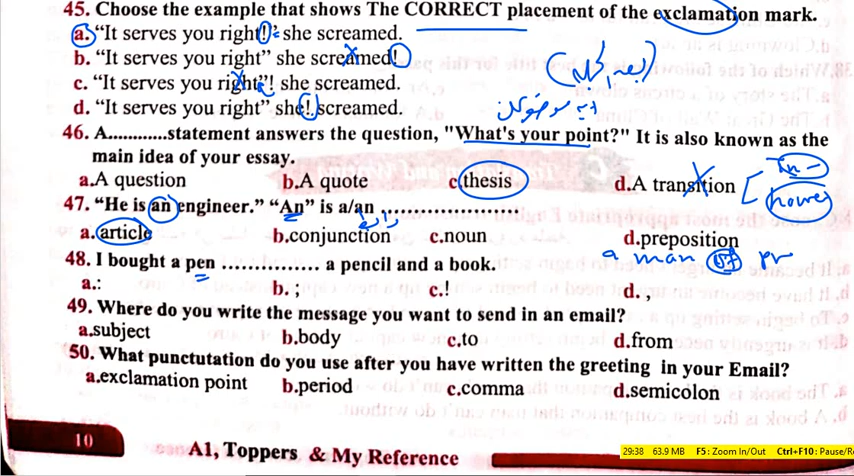 45. Choose the example that shows The CORRECT placement of the exclamation mark.
a. "It serves you right!" she screamed.
b. "It serves you right" she screamed!
c. "It serves you right"! she screamed.
d. "It serves you right" she! screamed.
46. A............statement answers the question, "What's your point?" It is also known as the
main idea of your essay.
a.A question b.A quote c.thesis d.A transition
47. "He is an engineer." "An" is a/an ......................
a.article b.conjunction c.noun d.preposition
a man of
48. I bought a pen ............... a pencil and a book.
a.: b. ; c.! d. ,
49. Where do you write the message you want to send in an email?
a.subject b.body c.to d.from
50. What punctutation do you use after you have written the greeting in your Email?
a.exclamation point b.period c.comma d.semicolon
10
A1, Toppers & My Reference
29:38 63.9 MB F5: Zoom In/Out Ctrl+F10: Pause/Re